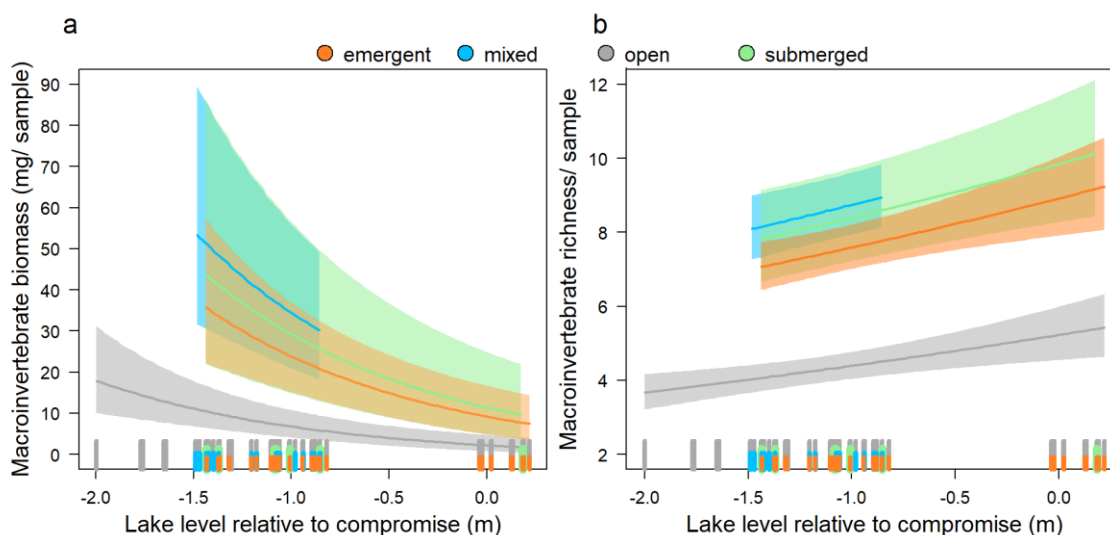 a b
emergent mixed open submerged
Macroinvertebrate biomass (mg/ sample)
90
80
70
60
50
40
30
20
10
0
-2.0 -1.5 -1.0 -0.5 0.0
Lake level relative to compromise (m)
Macroinvertebrate richness/ sample
12
10
8
6
4
2
-2.0 -1.5 -1.0 -0.5 0.0
Lake level relative to compromise (m)